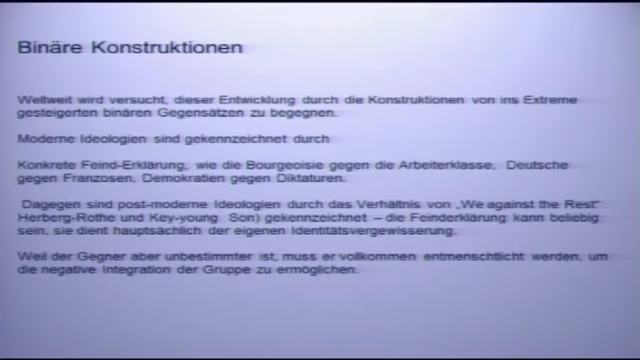 Binäre Konstruktionen
Weltweit wird versucht, dieser Entwicklung durch die Konstruktionen von ins Extreme
gesteigerten binären Gegensätzen zu begegnen.
Moderne Ideologien sind gekennzeichnet durch
Konkrete Feind-Erklärung, wie die Bourgeoisie gegen die Arbeiterklasse, Deutsche
gegen Franzosen, Demokratien gegen Diktaturen.
Dagegen sind post-moderne Ideologien durch das Verhältnis von „We against the Rest“
Herberg-Rothe und Key-young Son) gekennzeichnet – die Feinderklärung kann beliebig
sein, sie dient hauptsächlich der eigenen Identitätsvergewisserung.
Weil der Gegner aber unbestimmter ist, muss er vollkommen entmenschtlicht werden, um
die negative Integration der Gruppe zu ermöglichen.